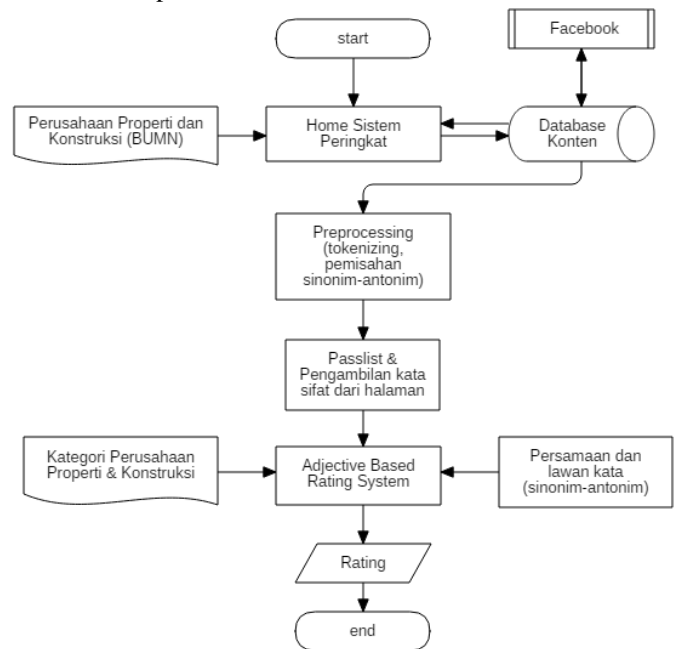 start
Facebook
Perusahaan Properti dan
Konstruksi (BUMN)
Home Sistem
Peringkat
Database
Konten
Preprocessing
(tokenizing,
pemisahan
sinonim-antonim)
Passlist &
Pengambilan kata
sifat dari halaman
Kategori Perusahaan
Properti & Konstruksi
Adjective Based
Rating System
Persamaan dan
lawan kata
(sinonim-antonim)
Rating
end